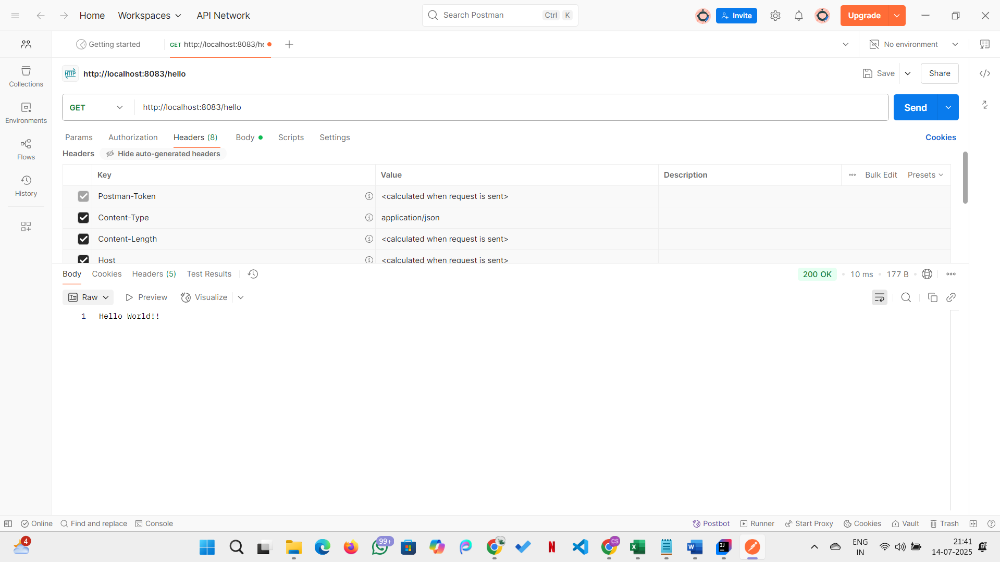 Home Workspaces API Network Search Postman Ctrl K Invite Upgrade
Getting started GET http://localhost:8083/he No environment
HTTP http://localhost:8083/hello Save Share
GET http://localhost:8083/hello Send
Params Authorization Headers (8) Body Scripts Settings Cookies
Headers Hide auto-generated headers
Key Value Description Bulk Edit Presets
Postman-Token <calculated when request is sent>
Content-Type application/json
Content-Length <calculated when request is sent>
Host <calculated when request is sent>
Collections
Environments
Flows
History
Body Cookies Headers (5) Test Results 200 OK 10 ms 177 B
Raw Preview Visualize
1 Hello World!!
Online Find and replace Console Postbot Runner Start Proxy Cookies Vault Trash
4 99+ N CS X W IJ ENG 21:41
IN 14-07-2025